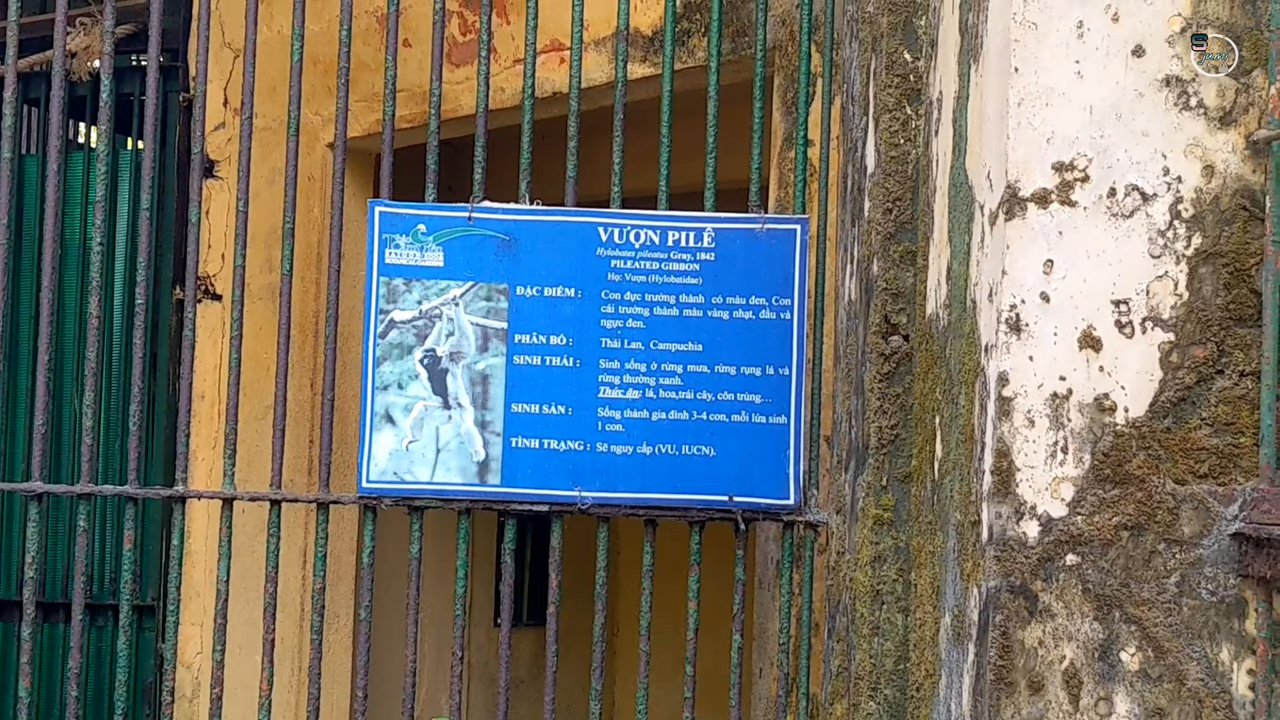 S
jam
VƯỢN PILÊ
Hylobates pileatus Gray, 1842
PILEATED GIBBON
Họ: Vượn (Hylobatidae)
ĐẶC ĐIỂM : Con đực trưởng thành có màu đen, Con
cái trưởng thành màu vàng nhạt, đầu và
ngực đen.
PHÂN BỐ : Thái Lan, Campuchia
SINH THÁI : Sinh sống ở rừng mưa, rừng rụng lá và
rừng thường xanh.
Thức ăn: lá, hoa,trái cây, côn trùng...
SINH SẢN : Sống thành gia đình 3-4 con, mỗi lứa sinh
1 con.
TÌNH TRẠNG : Sẽ nguy cấp (VU, IUCN).